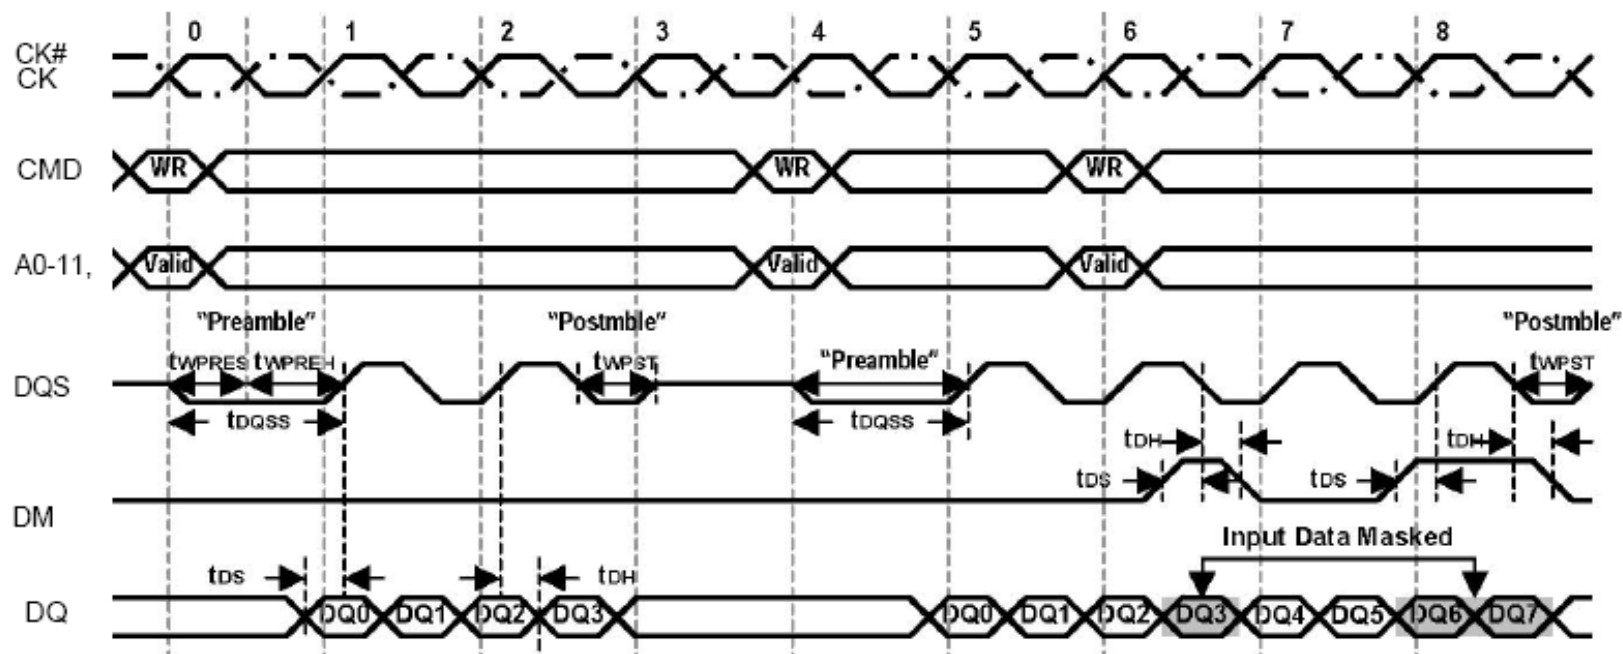 0 1 2 3 4 5 6 7 8
CK#
CK
CMD WR WR WR
A0-11, Valid Valid Valid
"Preamble" "Postmble" "Postmble"
tWPRES tWPREH tWPST "Preamble" tWPST
DQS
tDQSS tDQSS
tDH tDH
tDS tDS
DM
Input Data Masked
tDS tDH
DQ DQ0 DQ1 DQ2 DQ3 DQ0 DQ1 DQ2 DQ3 DQ4 DQ5 DQ6 DQ7